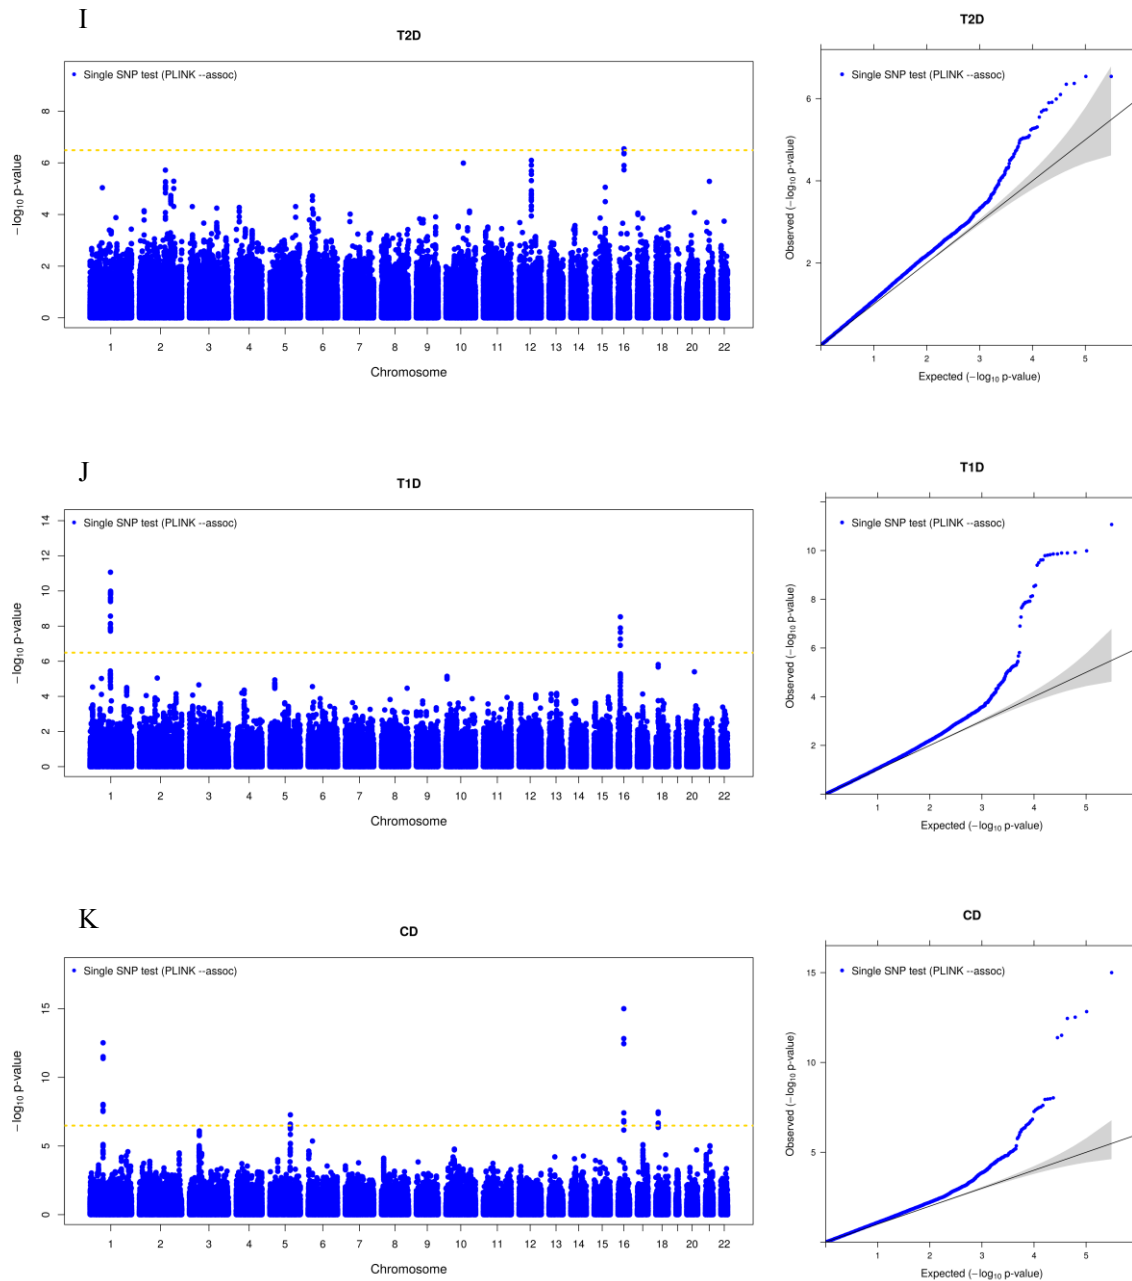 I
T2D
Single SNP test (PLINK --assoc)
0 2 4 6 8
−log₁₀ p-value
1 2 3 4 5 6 7 8 9 10 11 12 13 14 15 16 18 20 22
Chromosome
T2D
Single SNP test (PLINK --assoc)
2 4 6
Observed (−log₁₀ p-value)
1 2 3 4 5
Expected (−log₁₀ p-value)
J
T1D
Single SNP test (PLINK --assoc)
0 2 4 6 8 10 12 14
−log₁₀ p-value
1 2 3 4 5 6 7 8 9 10 11 12 13 14 15 16 18 20 22
Chromosome
T1D
Single SNP test (PLINK --assoc)
2 4 6 8 10
Observed (−log₁₀ p-value)
1 2 3 4 5
Expected (−log₁₀ p-value)
K
CD
Single SNP test (PLINK --assoc)
0 5 10 15
−log₁₀ p-value
1 2 3 4 5 6 7 8 9 10 11 12 13 14 15 16 18 20 22
Chromosome
CD
Single SNP test (PLINK --assoc)
5 10 15
Observed (−log₁₀ p-value)
1 2 3 4 5
Expected (−log₁₀ p-value)